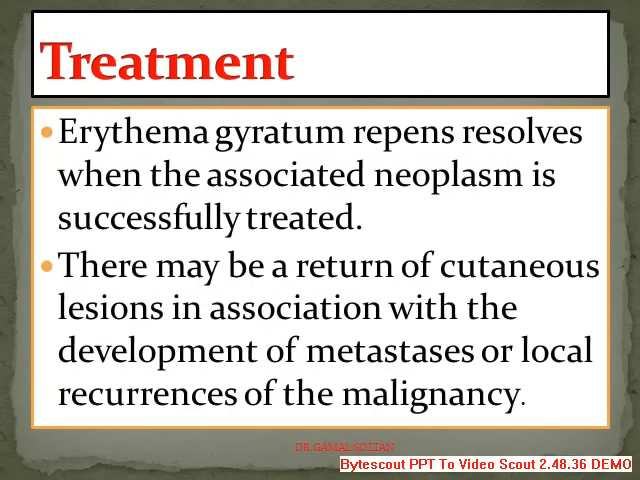 Treatment
Erythema gyratum repens resolves
when the associated neoplasm is
successfully treated.
There may be a return of cutaneous
lesions in association with the
development of metastases or local
recurrences of the malignancy.
DR.GAMAL SOLTAN
Bytescout PPT To Video Scout 2.48.36 DEMO